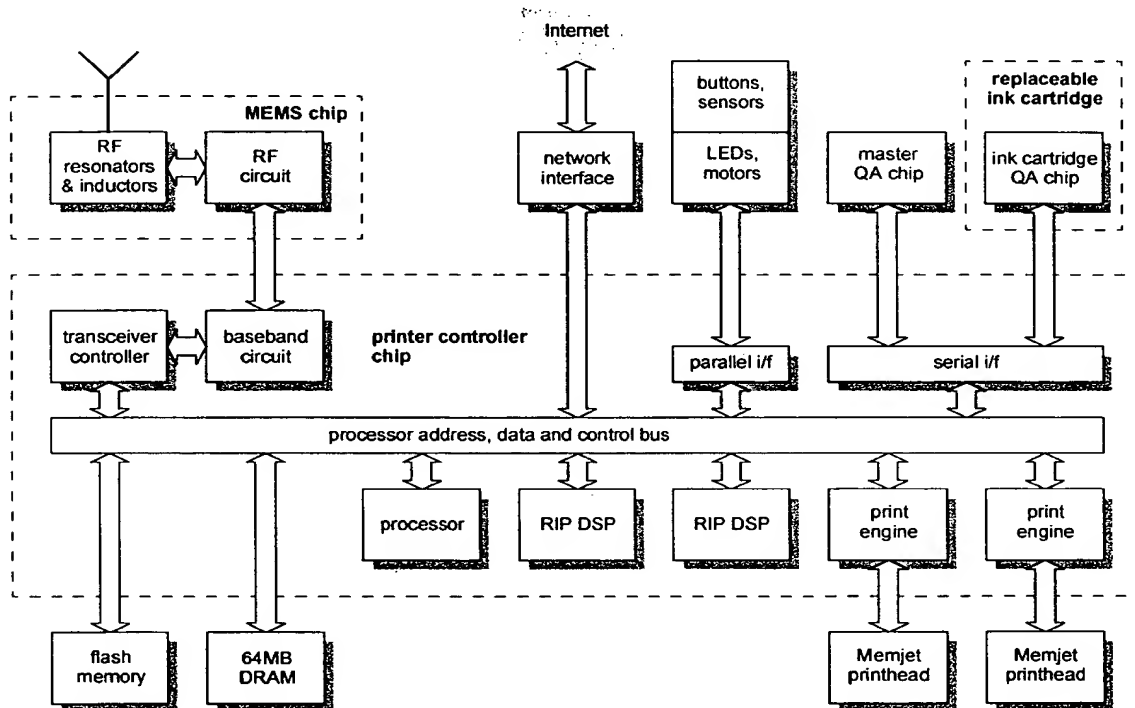 Internet
MEMS chip
RF
resonators
& inductors
RF
circuit
network
interface
buttons,
sensors
LEDs,
motors
master
QA chip
replaceable
ink cartridge
ink cartridge
QA chip
transceiver
controller
baseband
circuit
printer controller
chip
parallel i/f
serial i/f
processor address, data and control bus
processor
RIP DSP
RIP DSP
print
engine
print
engine
flash
memory
64MB
DRAM
Memjet
printhead
Memjet
printhead